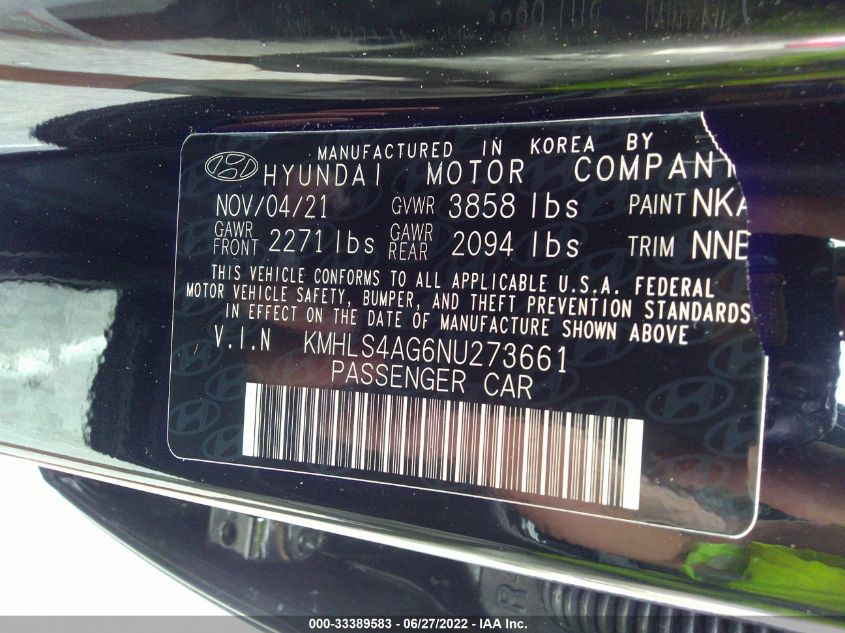 MANUFACTURED IN KOREA BY
HYUNDAI MOTOR COMPANY
NOV/04/21 GVWR 3858 lbs PAINT NKA
GAWR FRONT 2271 lbs GAWR REAR 2094 lbs TRIM NNB
THIS VEHICLE CONFORMS TO ALL APPLICABLE U.S.A. FEDERAL
MOTOR VEHICLE SAFETY, BUMPER, AND THEFT PREVENTION STANDARDS
IN EFFECT ON THE DATE OF MANUFACTURE SHOWN ABOVE
V.I.N KMHLS4AG6NU273661
PASSENGER CAR
000-33389583 - 06/27/2022 - IAA Inc.